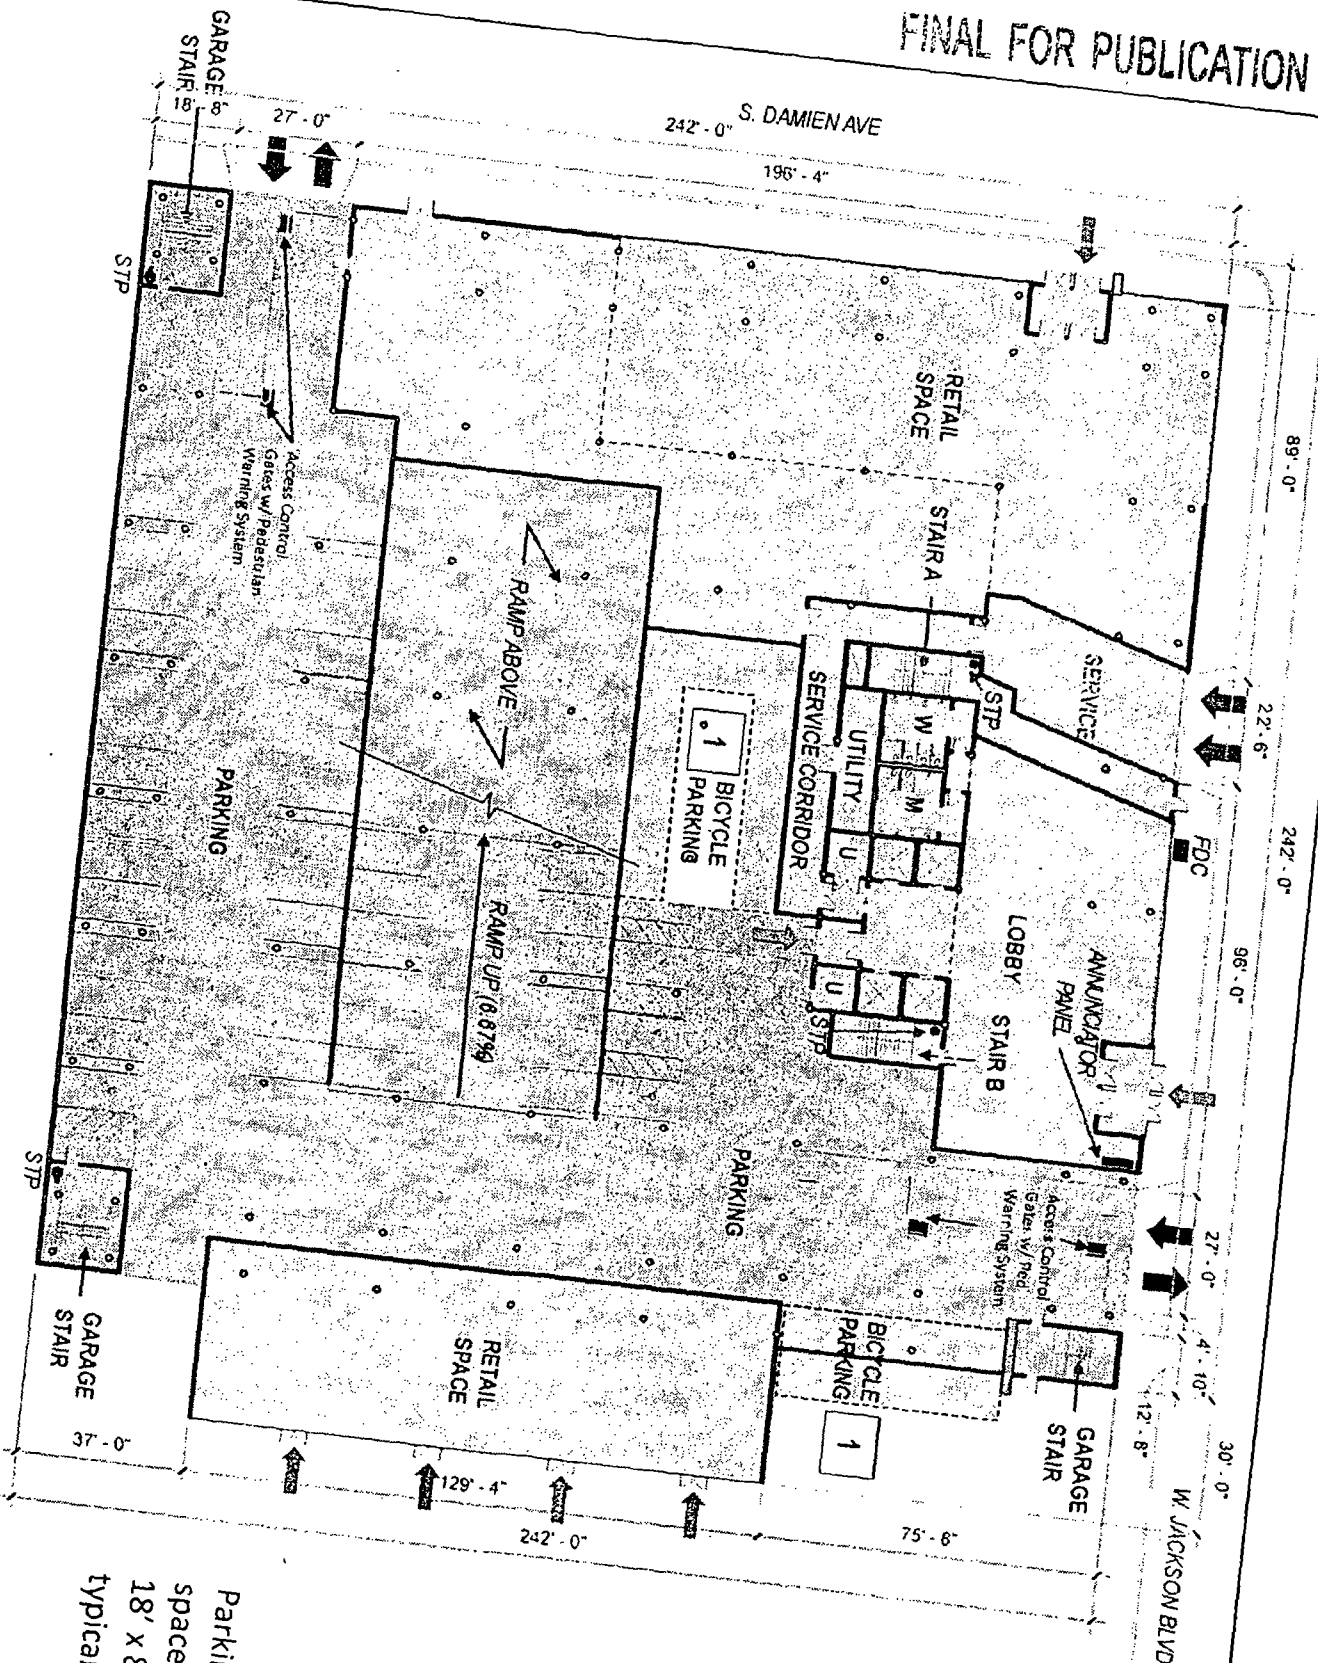 FINAL FOR PUBLICATION
S. DAMIEN AVE
GARAGE
STAIR
18' - 8"
27' - 0"
242' - 0"
196' - 4"
89' - 0"
22' - 6"
242' - 0"
96' - 0"
27' - 0"
4' - 10"
12' - 8"
30' - 0"
W. JACKSON BLVD
STP
Access Control
Gates w/ Pedestrian
Warning System
RETAIL
SPACE
STAIR A
SERVICE
STP
FDC
W
M
UTILITY
U
SERVICE CORRIDOR
1
BICYCLE
PARKING
RAMP ABOVE
RAMP UP (6.67%)
PARKING
LOBBY
ANNUNCIATOR
PANEL
STAIR B
STP
U
PARKING
Access Control
Gates w/ Ped
Warning System
BICYCLE
PARKING
1
GARAGE
STAIR
RETAIL
SPACE
STP
GARAGE
STAIR
37' - 0"
129' - 4"
242' - 0"
75' - 8"
18' x